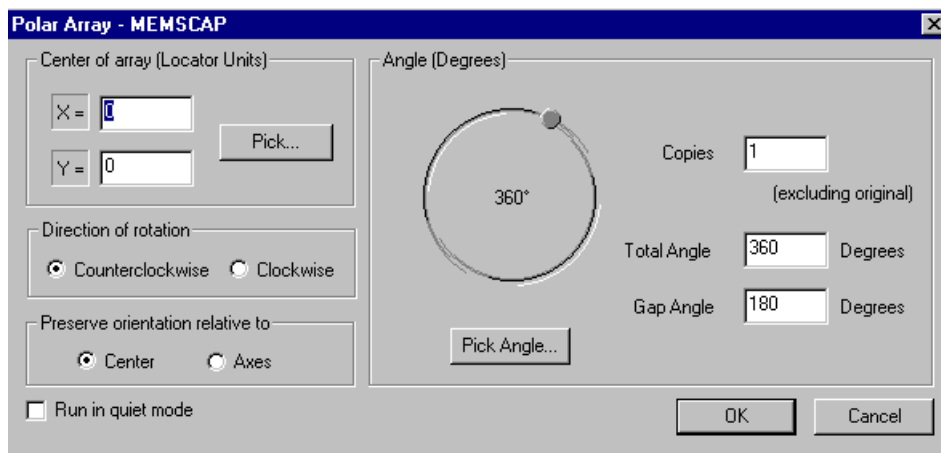 Polar Array - MEMSCAP
Center of array (Locator Units)
X = 0
Y = 0
Pick...
Direction of rotation
Counterclockwise
Clockwise
Preserve orientation relative to
Center
Axes
Run in quiet mode
Angle (Degrees)
360°
Pick Angle...
Copies 1
(excluding original)
Total Angle 360 Degrees
Gap Angle 180 Degrees
OK
Cancel